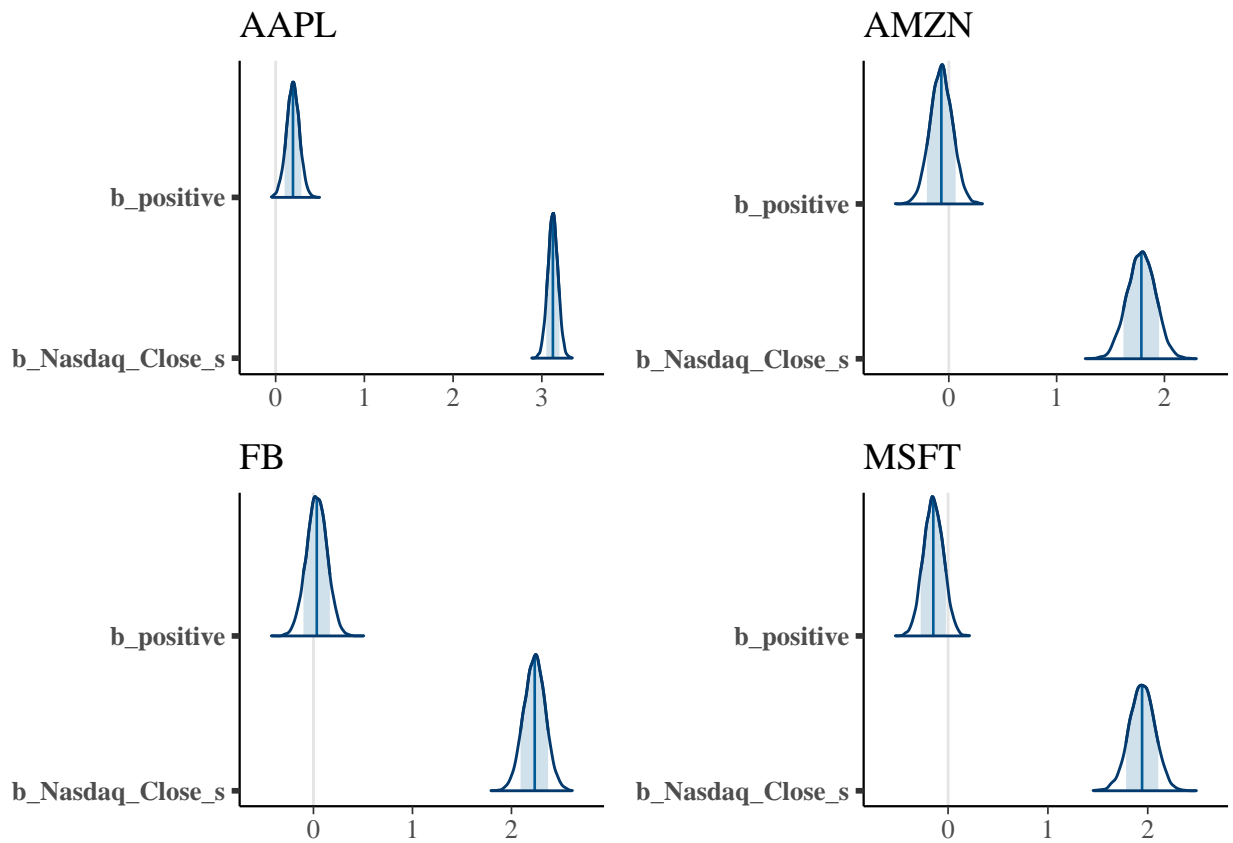 AAPL
b_positive
b_Nasdaq_Close_s
0 1 2 3
AMZN
b_positive
b_Nasdaq_Close_s
0 1 2
FB
b_positive
b_Nasdaq_Close_s
0 1 2
MSFT
b_positive
b_Nasdaq_Close_s
0 1 2